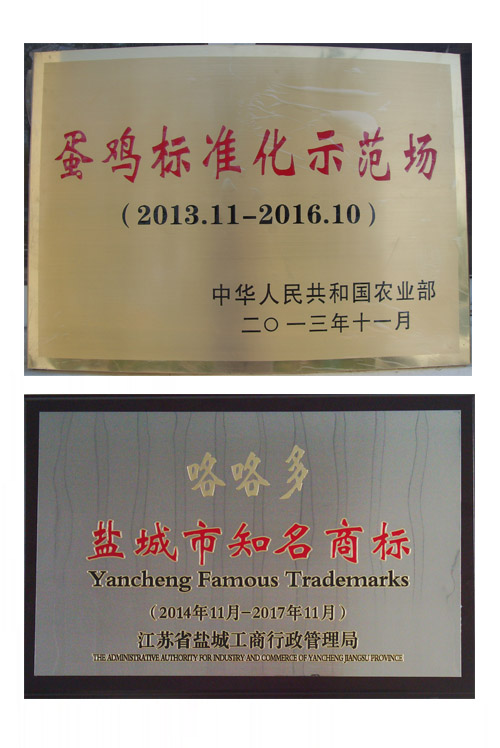 蛋鸡标准化示范场
(2013.11-2016.10)
中华人民共和国农业部
二〇一三年十一月
咯咯多
盐城市知名商标
Yancheng Famous Trademarks
(2014年11月-2017年11月)
江苏省盐城工商行政管理局
THE ADMINISTRATIVE AUTHORITY FOR INDUSTRY AND COMMERCE OF YANCHENG JIANGSU PROVINCE